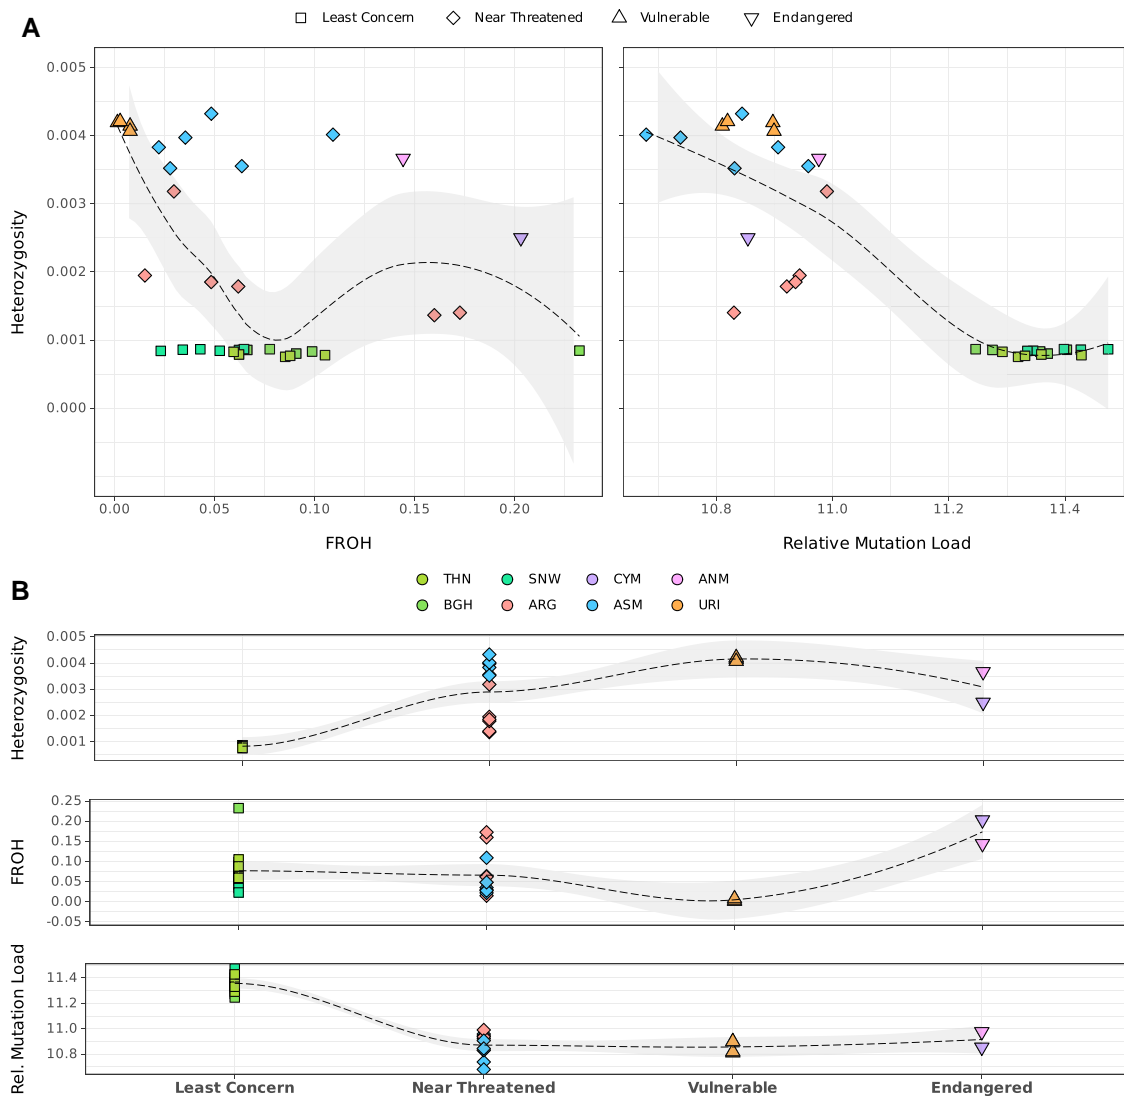 A
Least Concern Near Threatened Vulnerable Endangered
Heterozygosity
0.005
0.004
0.003
0.002
0.001
0.000
0.00 0.05 0.10 0.15 0.20
FROH
10.8 11.0 11.2 11.4
Relative Mutation Load
B
THN SNW CYM ANM
BGH ARG ASM URI
Heterozygosity
0.005
0.004
0.003
0.002
0.001
FROH
0.25
0.20
0.15
0.10
0.05
0.00
-0.05
Rel. Mutation Load
11.4
11.2
11.0
10.8
Least Concern Near Threatened Vulnerable Endangered